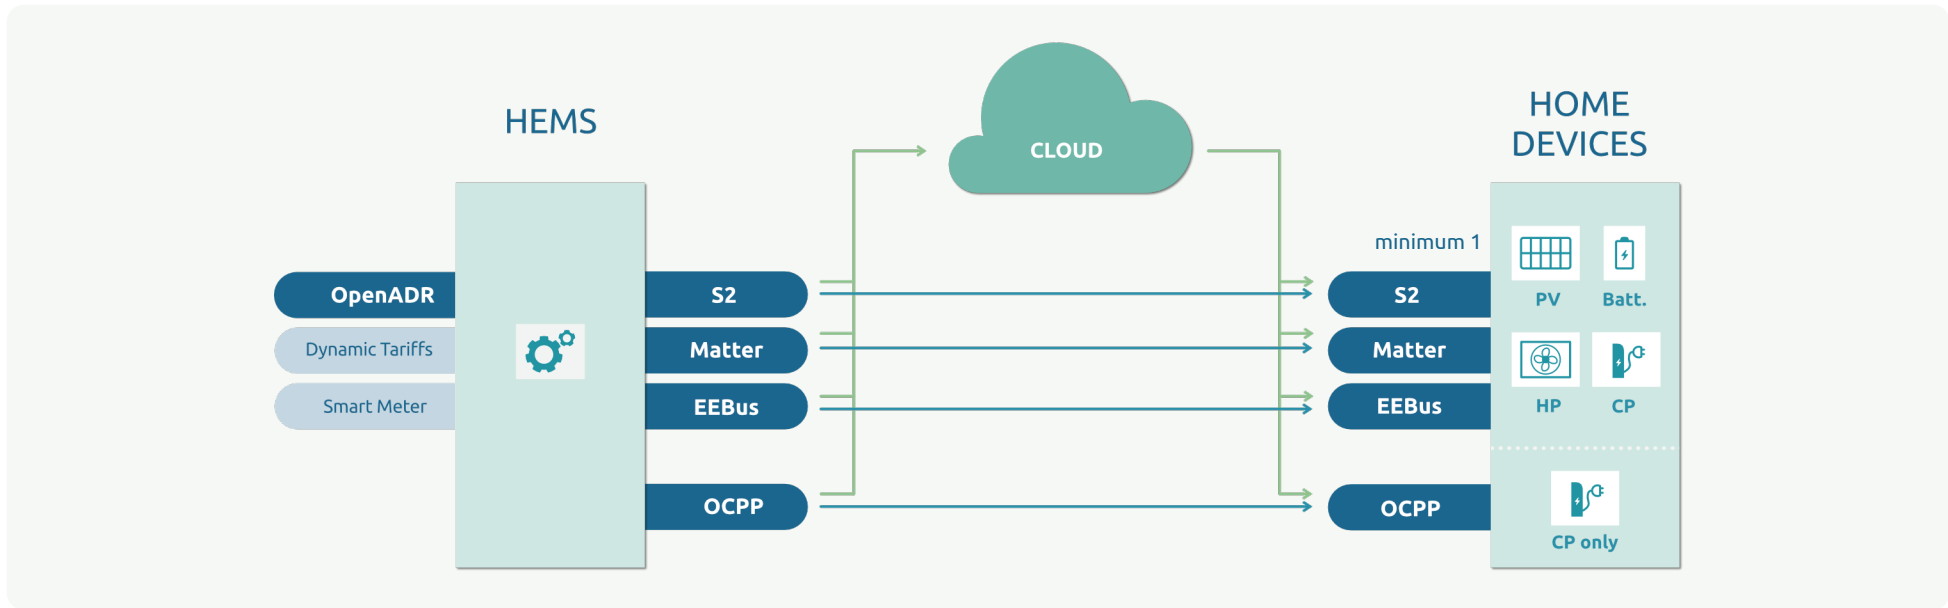 HEMS
OpenADR
Dynamic Tariffs
Smart Meter
S2
Matter
EEBus
OCPP
CLOUD
HOME
DEVICES
minimum 1
S2
Matter
EEBus
OCPP
PV
Batt.
HP
CP
CP only